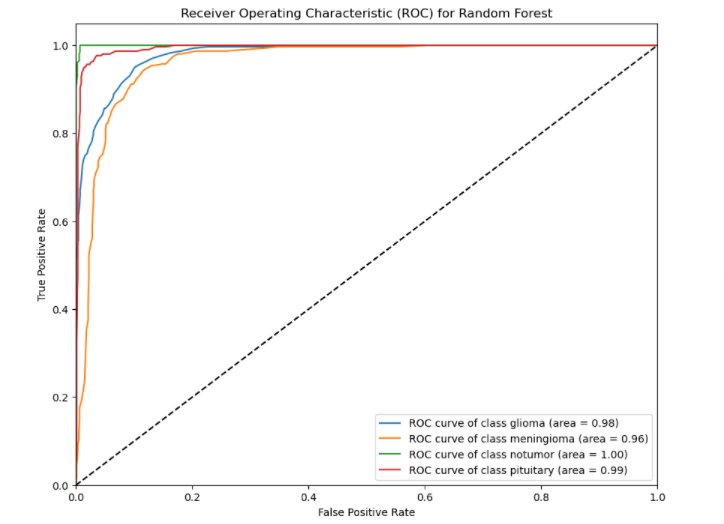 Receiver Operating Characteristic (ROC) for Random Forest
1.0
0.8
0.6
0.4
0.2
0.0
True Positive Rate
0.0 0.2 0.4 0.6 0.8 1.0
False Positive Rate
ROC curve of class glioma (area = 0.98)
ROC curve of class meningioma (area = 0.96)
ROC curve of class notumor (area = 1.00)
ROC curve of class pituitary (area = 0.99)